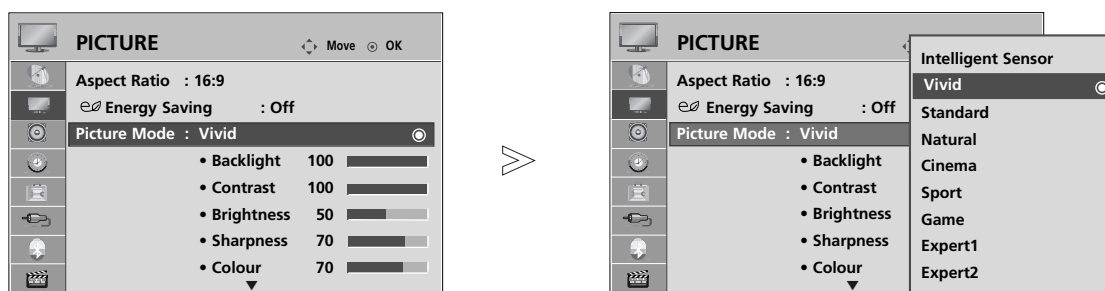 PICTURE
Move OK
Aspect Ratio : 16:9
Energy Saving : Off
Picture Mode : Vivid
• Backlight 100
• Contrast 100
• Brightness 50
• Sharpness 70
• Colour 70
PICTURE
Aspect Ratio : 16:9
Energy Saving : Off
Picture Mode : Vivid
• Backlight
• Contrast
• Brightness
• Sharpness
• Colour
Intelligent Sensor
Vivid
Standard
Natural
Cinema
Sport
Game
Expert1
Expert2